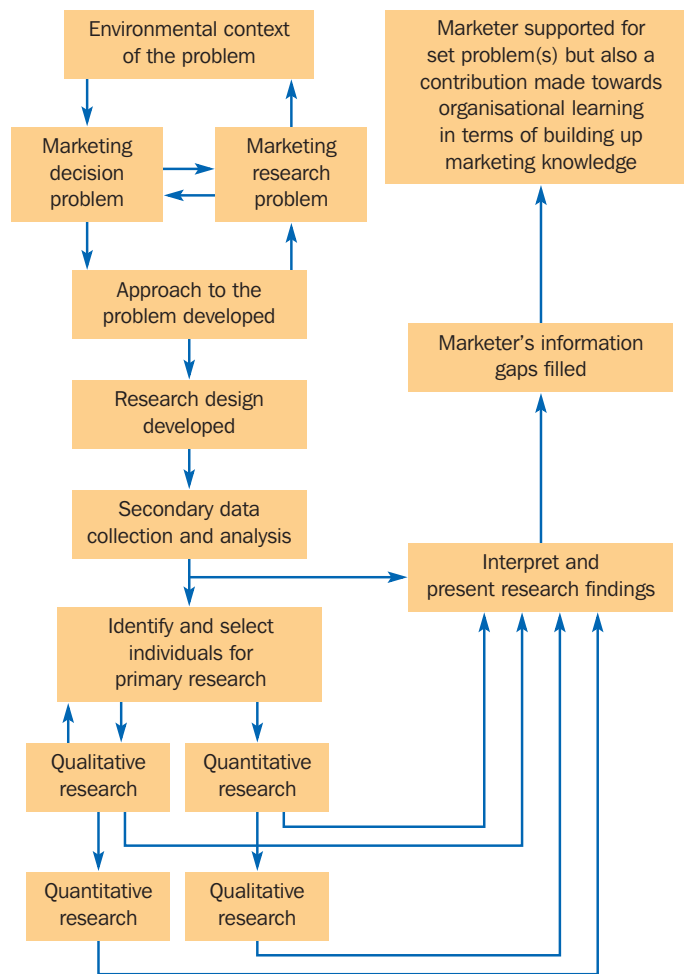 Environmental context
of the problem
Marketing
decision
problem
Marketing
research
problem
Approach to the
problem developed
Research design
developed
Secondary data
collection and analysis
Identify and select
individuals for
primary research
Qualitative
research
Quantitative
research
Quantitative
research
Qualitative
research
Interpret and
present research findings
Marketer’s information
gaps filled
Marketer supported for
set problem(s) but also a
contribution made towards
organisational learning
in terms of building up
marketing knowledge